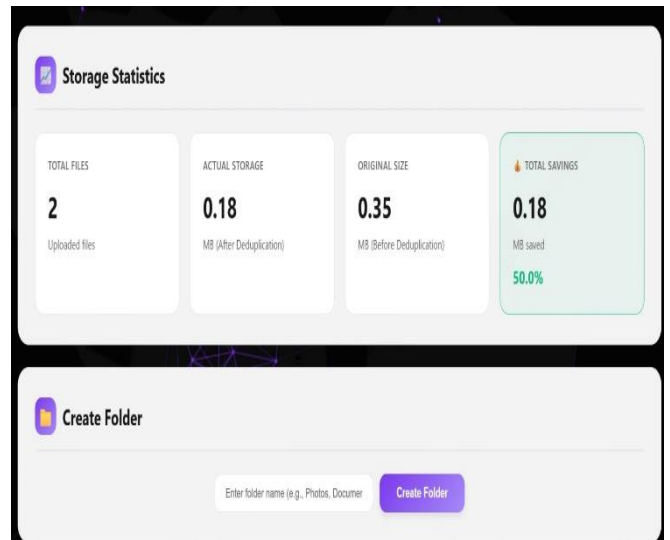 Storage Statistics
TOTAL FILES
2
Uploaded files
ACTUAL STORAGE
0.18
MB (After Deduplication)
ORIGINAL SIZE
0.35
MB (Before Deduplication)
TOTAL SAVINGS
0.18
MB saved
50.0%
Create Folder
Enter folder name (e.g., Photos, Documer
Create Folder